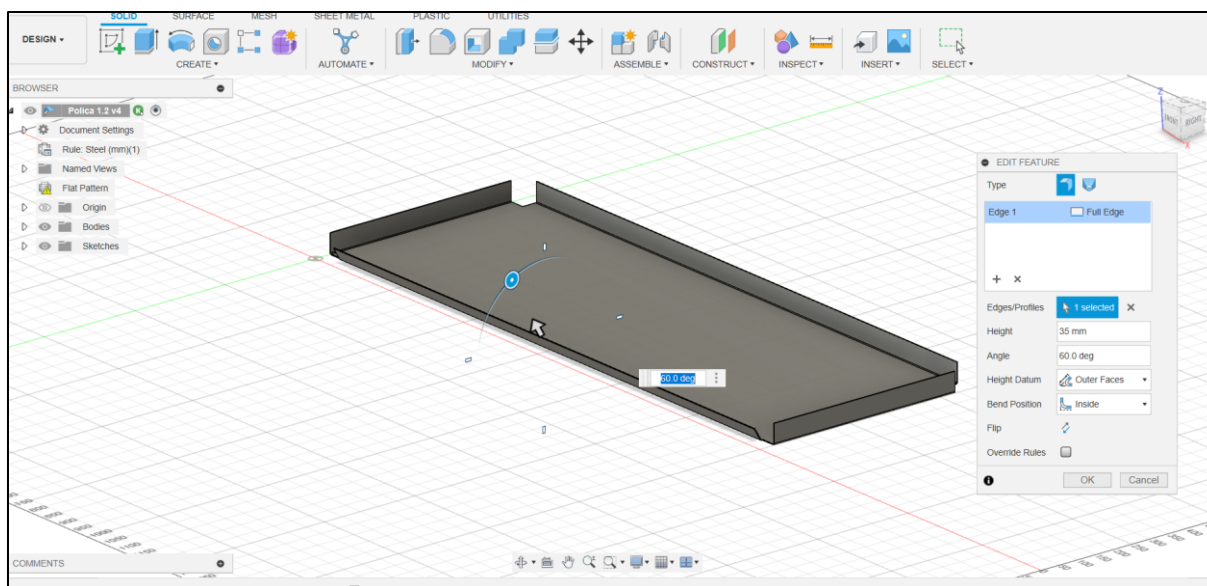 SOLID SURFACE MESH SHEET METAL PLASTIC UTILITIES
DESIGN
CREATE AUTOMATE MODIFY ASSEMBLE CONSTRUCT INSPECT INSERT SELECT
BROWSER
Polica 1.2 v4
Document Settings
Rule: Steel (mm)(1)
Named Views
Flat Pattern
Origin
Bodies
Sketches
Z
FRONT RIGHT
X
EDIT FEATURE
Type
Edge 1 Full Edge
Edges/Profiles 1 selected
Height 35 mm
Angle 60.0 deg
Height Datum Outer Faces
Bend Position Inside
Flip
Override Rules
OK Cancel
60.0 deg
COMMENTS